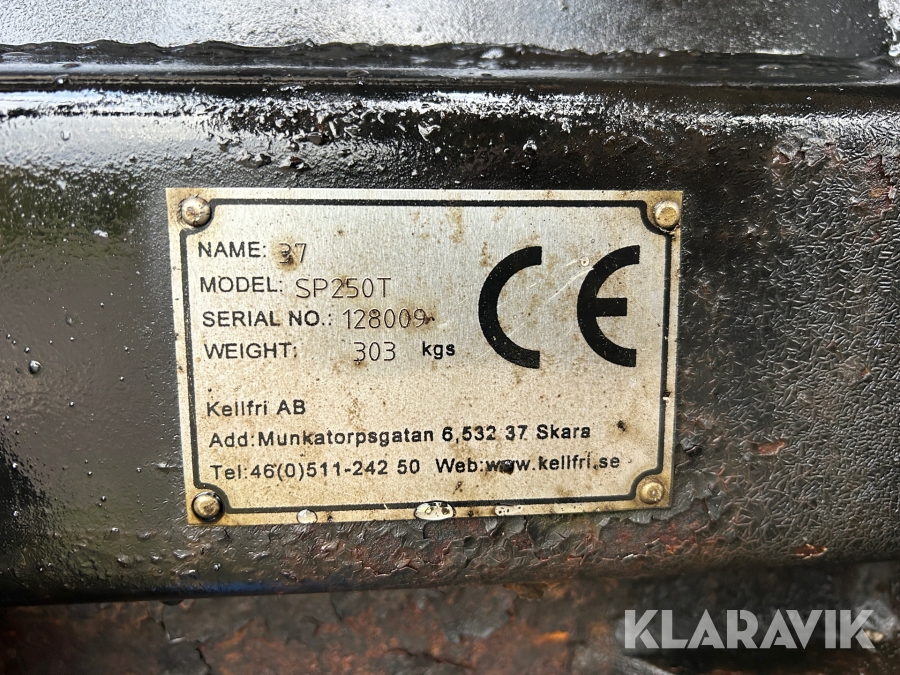 NAME: 37
MODEL: SP250T
SERIAL NO.: 128009
WEIGHT: 303 kgs
CE
Kellfri AB
Add:Munkatorpsgatan 6,532 37 Skara
Tel:46(0)511-242 50 Web:www.kellfri.se
KLARAVIK